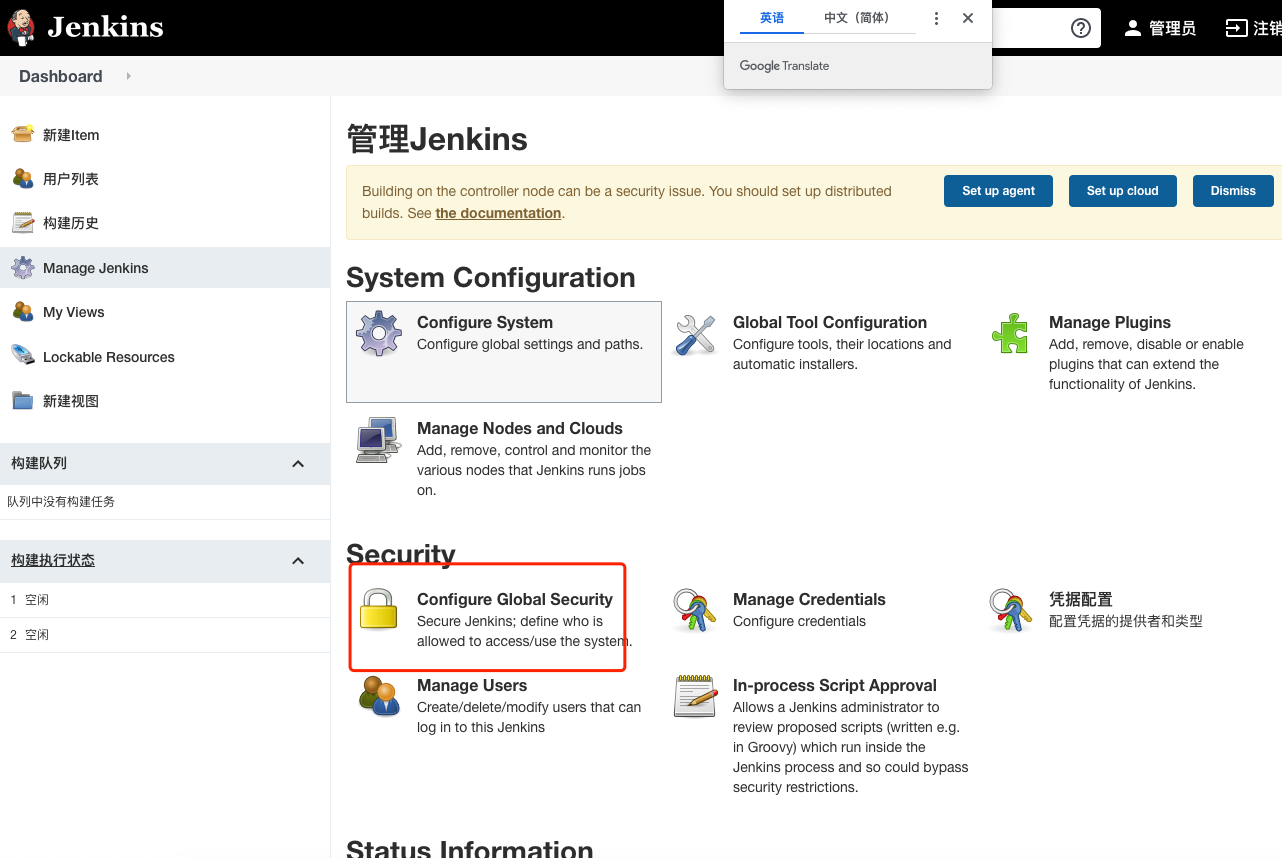 Jenkins
英语
中文（简体）
Google Translate
管理员
注销
Dashboard
新建Item
用户列表
构建历史
Manage Jenkins
My Views
Lockable Resources
新建视图
构建队列
队列中没有构建任务
构建执行状态
1 空闲
2 空闲
管理Jenkins
Building on the controller node can be a security issue. You should set up distributed
builds. See the documentation.
Set up agent
Set up cloud
Dismiss
System Configuration
Configure System
Configure global settings and paths.
Global Tool Configuration
Configure tools, their locations and
automatic installers.
Manage Plugins
Add, remove, disable or enable
plugins that can extend the
functionality of Jenkins.
Manage Nodes and Clouds
Add, remove, control and monitor the
various nodes that Jenkins runs jobs
on.
Security
Configure Global Security
Secure Jenkins; define who is
allowed to access/use the system.
Manage Credentials
Configure credentials
凭据配置
配置凭据的提供者和类型
Manage Users
Create/delete/modify users that can
log in to this Jenkins
In-process Script Approval
Allows a Jenkins administrator to
review proposed scripts (written e.g.
in Groovy) which run inside the
Jenkins process and so could bypass
security restrictions.
Status Information